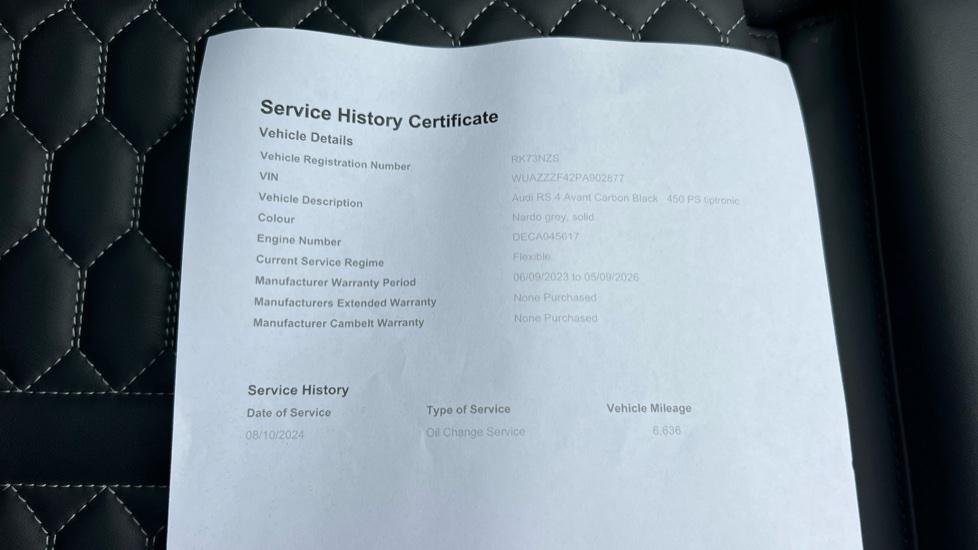 Service History Certificate
Vehicle Details
Vehicle Registration Number RK73NZS
VIN WUAZZZF42PA902877
Vehicle Description Audi RS 4 Avant Carbon Black 450 PS tiptronic
Colour Nardo grey, solid
Engine Number DECA045617
Current Service Regime Flexible
Manufacturer Warranty Period 06/09/2023 to 05/09/2026
Manufacturers Extended Warranty None Purchased
Manufacturer Cambelt Warranty None Purchased
Service History
Date of Service Type of Service Vehicle Mileage
08/10/2024 Oil Change Service 6,636